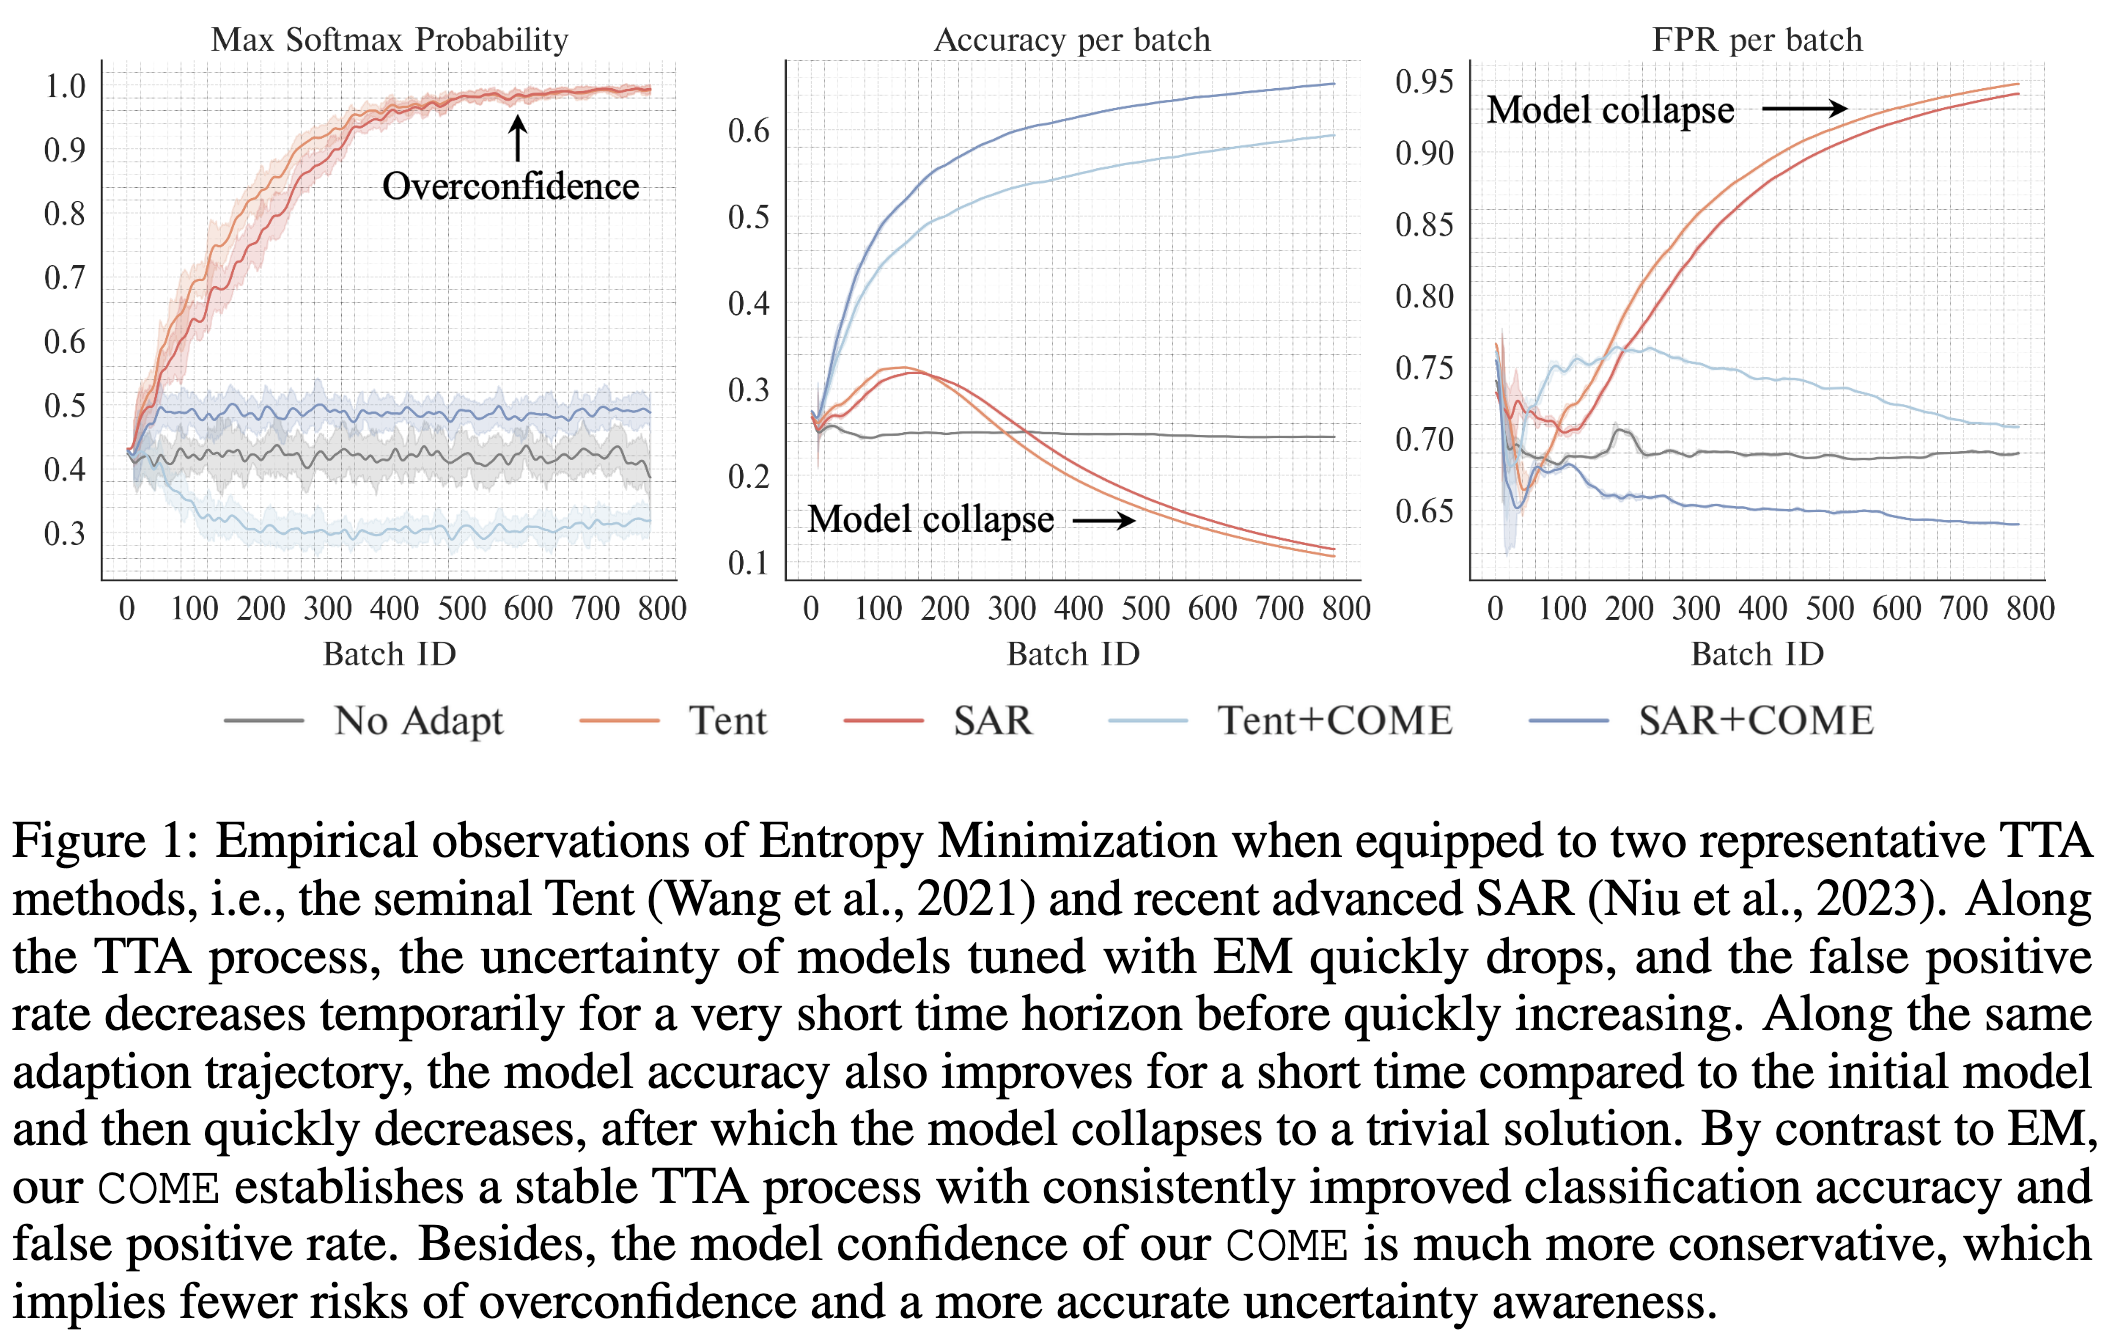 Max Softmax Probability
1.0
0.9
0.8
0.7
0.6
0.5
0.4
0.3
Overconfidence
0 100 200 300 400 500 600 700 800
Batch ID
Accuracy per batch
0.6
0.5
0.4
0.3
0.2
0.1
Model collapse
0 100 200 300 400 500 600 700 800
Batch ID
FPR per batch
0.95
0.90
0.85
0.80
0.75
0.70
0.65
Model collapse
0 100 200 300 400 500 600 700 800
Batch ID
No Adapt Tent SAR Tent+COME SAR+COME
Figure 1: Empirical observations of Entropy Minimization when equipped to two representative TTA
methods, i.e., the seminal Tent (Wang et al., 2021) and recent advanced SAR (Niu et al., 2023). Along
the TTA process, the uncertainty of models tuned with EM quickly drops, and the false positive
rate decreases temporarily for a very short time horizon before quickly increasing. Along the same
adaption trajectory, the model accuracy also improves for a short time compared to the initial model
and then quickly decreases, after which the model collapses to a trivial solution. By contrast to EM,
our COME establishes a stable TTA process with consistently improved classification accuracy and
false positive rate. Besides, the model confidence of our COME is much more conservative, which
implies fewer risks of overconfidence and a more accurate uncertainty awareness.